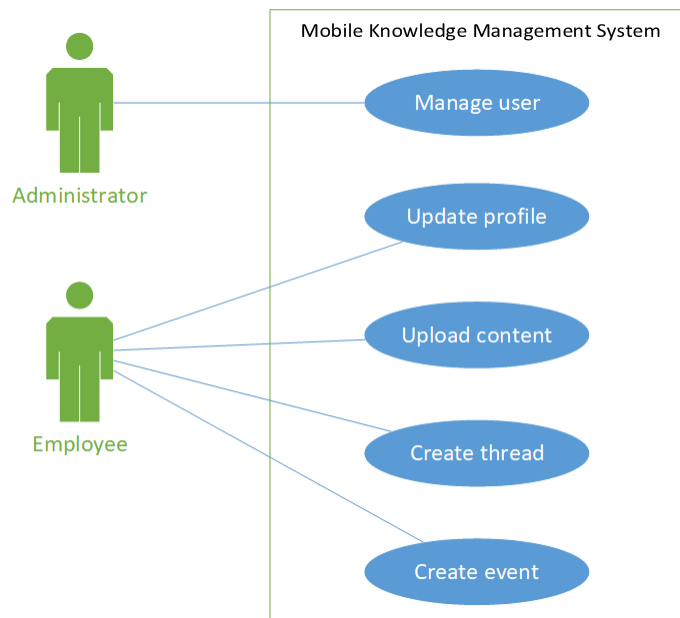 Mobile Knowledge Management System
Manage user
Administrator
Update profile
Upload content
Employee
Create thread
Create event